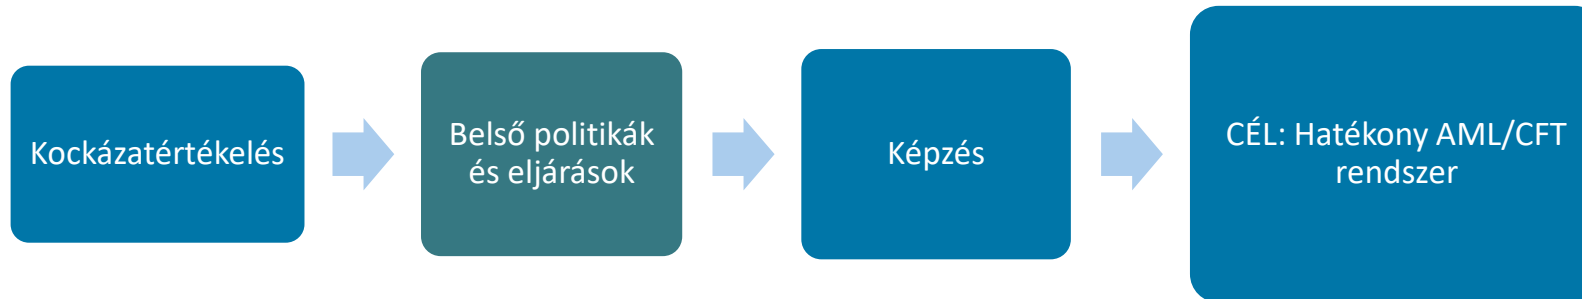 Kockázatértékelés
Belső politikák
és eljárások
Képzés
CÉL: Hatékony AML/CFT
rendszer